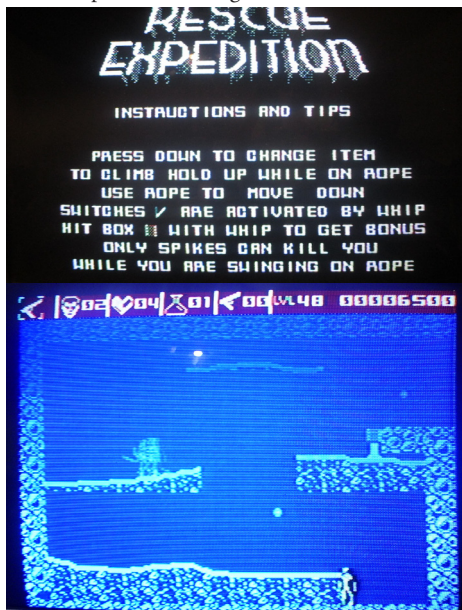 RESCUE
EXPEDITION
INSTRUCTIONS AND TIPS
PRESS DOWN TO CHANGE ITEM
TO CLIMB HOLD UP WHILE ON ROPE
USE ROPE TO MOVE DOWN
SWITCHES ARE ACTIVATED BY WHIP
HIT BOX WITH WHIP TO GET BONUS
ONLY SPIKES CAN KILL YOU
WHILE YOU ARE SWINGING ON ROPE
02 04 01 00 LVL 48 00006500